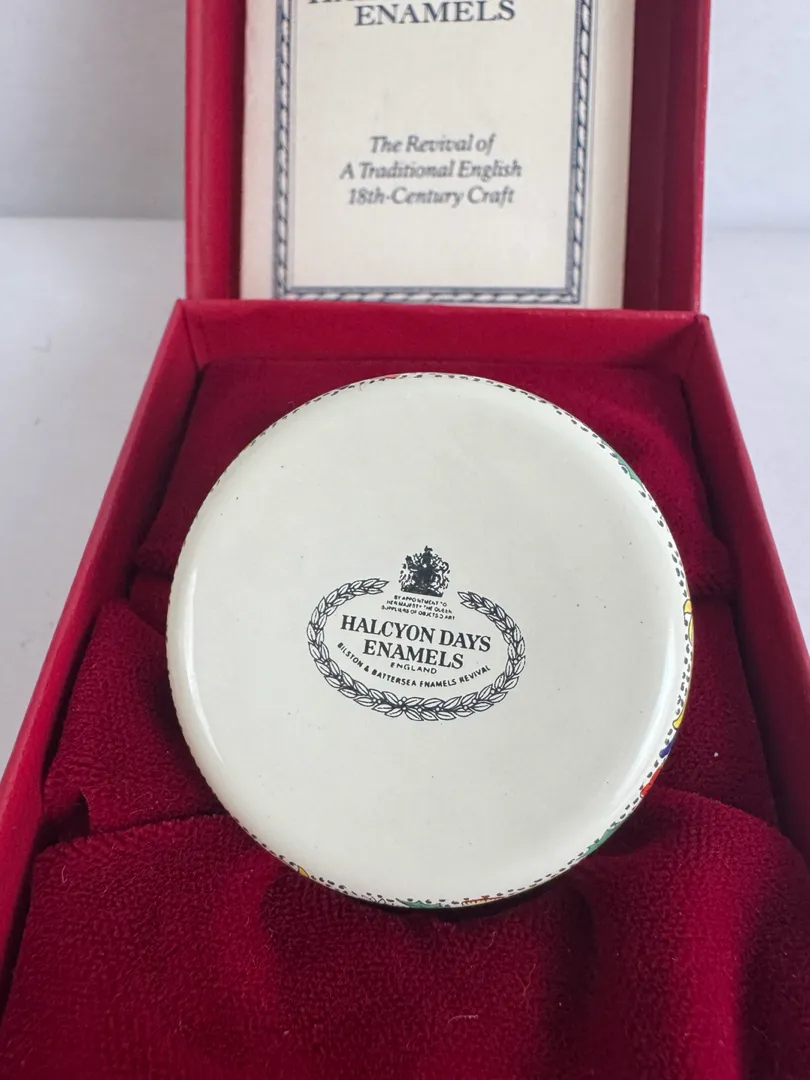 ENAMELS
The Revival of
A Traditional English
18th-Century Craft
BY APPOINTMENT TO
HER MAJESTY THE QUEEN
SUPPLIERS OF OBJETS D'ART
HALCYON DAYS
ENAMELS
ENGLAND
BILSTON & BATTERSEA ENAMELS REVIVAL